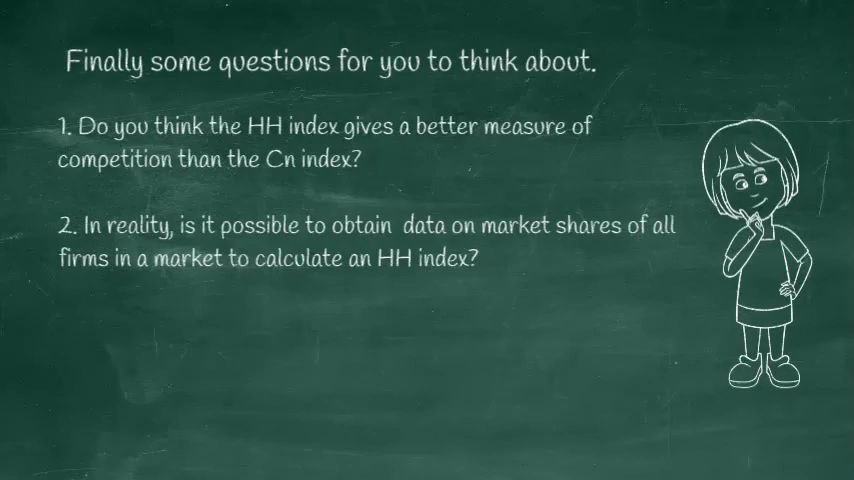 Finally some questions for you to think about.
1. Do you think the HH index gives a better measure of
competition than the Cn index?
2. In reality, is it possible to obtain data on market shares of all
firms in a market to calculate an HH index?